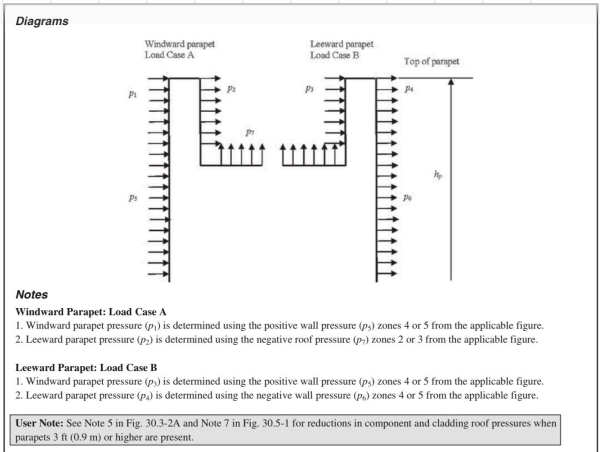 Diagrams
Windward parapet
Load Case A
Leeward parapet
Load Case B
Top of parapet
p1
p2
p3
p4
p7
hp
p5
p6
Notes
Windward Parapet: Load Case A
1. Windward parapet pressure (p1) is determined using the positive wall pressure (p5) zones 4 or 5 from the applicable figure.
2. Leeward parapet pressure (p2) is determined using the negative roof pressure (p7) zones 2 or 3 from the applicable figure.
Leeward Parapet: Load Case B
1. Windward parapet pressure (p3) is determined using the positive wall pressure (p5) zones 4 or 5 from the applicable figure.
2. Leeward parapet pressure (p4) is determined using the negative wall pressure (p6) zones 4 or 5 from the applicable figure.
User Note: See Note 5 in Fig. 30.3-2A and Note 7 in Fig. 30.5-1 for reductions in component and cladding roof pressures when
parapets 3 ft (0.9 m) or higher are present.